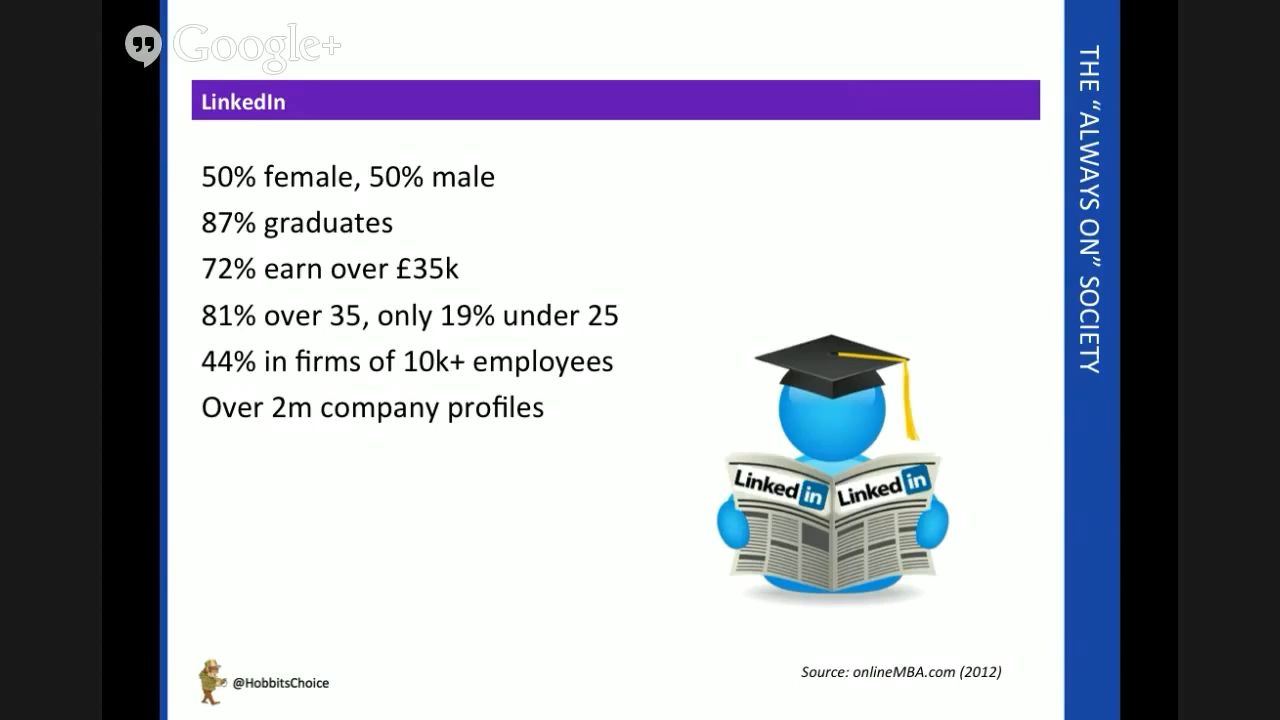 Google+
LinkedIn
50% female, 50% male
87% graduates
72% earn over £35k
81% over 35, only 19% under 25
44% in firms of 10k+ employees
Over 2m company profiles
Linked in Linked in
@HobbitsChoice
Source: onlineMBA.com (2012)
THE “ALWAYS ON” SOCIETY